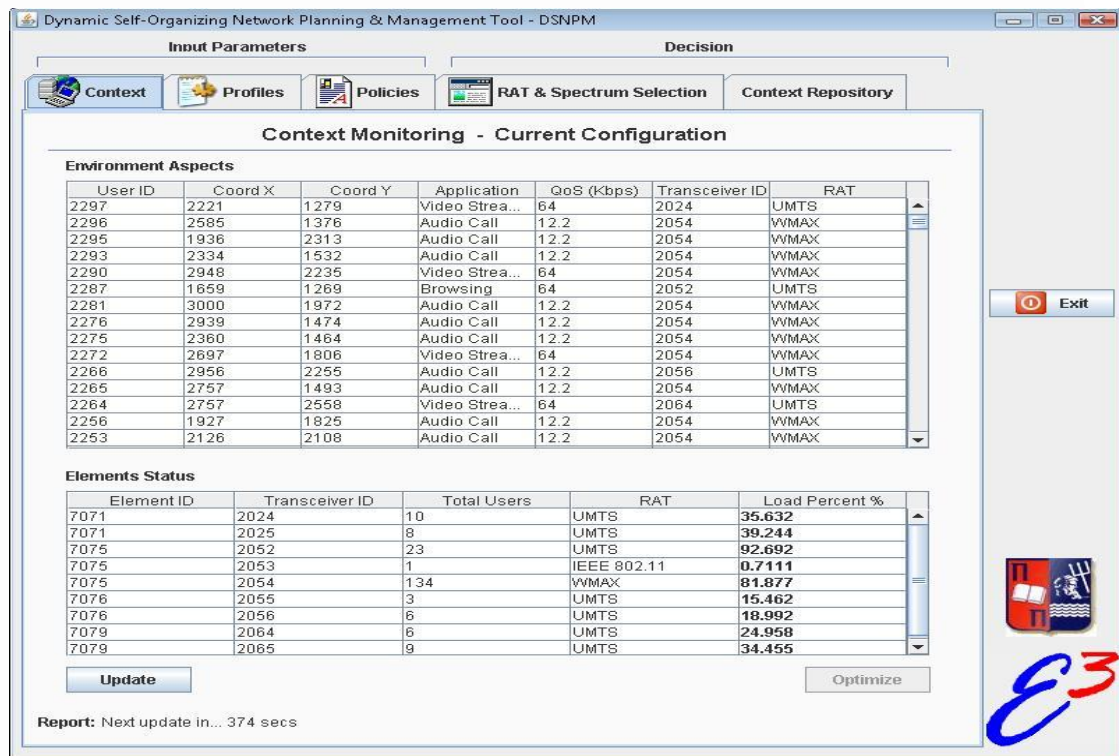 Dynamic Self-Organizing Network Planning & Management Tool - DSNPM
Input Parameters Decision
Context Profiles Policies RAT & Spectrum Selection Context Repository
Context Monitoring - Current Configuration
Environment Aspects
User ID Coord X Coord Y Application QoS (Kbps) Transceiver ID RAT
2297 2221 1279 Video Strea... 64 2024 UMTS
2296 2585 1376 Audio Call 12.2 2054 WMAX
2295 1936 2313 Audio Call 12.2 2054 WMAX
2293 2334 1532 Audio Call 12.2 2054 WMAX
2290 2948 2235 Video Strea... 64 2054 WMAX
2287 1659 1269 Browsing 64 2052 UMTS
2281 3000 1972 Audio Call 12.2 2054 WMAX
2276 2939 1474 Audio Call 12.2 2054 WMAX
2275 2360 1464 Audio Call 12.2 2054 WMAX
2272 2697 1806 Video Strea... 64 2054 WMAX
2266 2956 2255 Audio Call 12.2 2056 UMTS
2265 2757 1493 Audio Call 12.2 2054 WMAX
2264 2757 2558 Video Strea... 64 2064 UMTS
2256 1927 1825 Audio Call 12.2 2054 WMAX
2253 2126 2108 Audio Call 12.2 2054 WMAX
Exit
Elements Status
Element ID Transceiver ID Total Users RAT Load Percent %
7071 2024 10 UMTS 35.632
7071 2025 8 UMTS 39.244
7075 2052 23 UMTS 92.692
7075 2053 1 IEEE 802.11 0.7111
7075 2054 134 WMAX 81.877
7076 2055 3 UMTS 15.462
7076 2056 6 UMTS 18.992
7079 2064 6 UMTS 24.958
7079 2065 9 UMTS 34.455
Π
Π
Update Optimize
E3
Report: Next update in... 374 secs